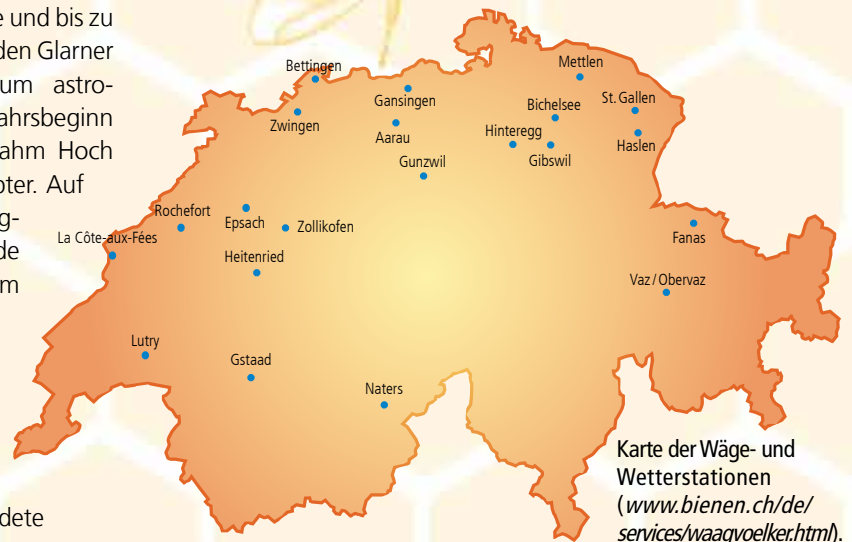 e und bis zu
den Glarner
um astro-
ahrsbeginn
ahm Hoch
ter. Auf
g-
de
m
dete
Bettingen
Mettlen
Gansingen
Bichelsee
St. Gallen
Zwingen
Aarau
Hinteregg
Haslen
Gunzwil
Gibswil
Rochefort
Epsach
Zollikofen
La Côte-aux-Fées
Heitenried
Fanas
Vaz/Obervaz
Lutry
Gstaad
Naters
Karte der Wäge- und
Wetterstationen
(www.bienen.ch/de/
services/waagvoelker.html).